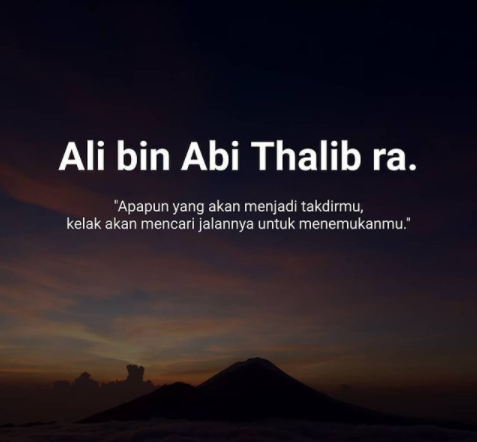 Ali bin Abi Thalib ra.
"Apapun yang akan menjadi takdirmu,
kelak akan mencari jalannya untuk menemukanmu."